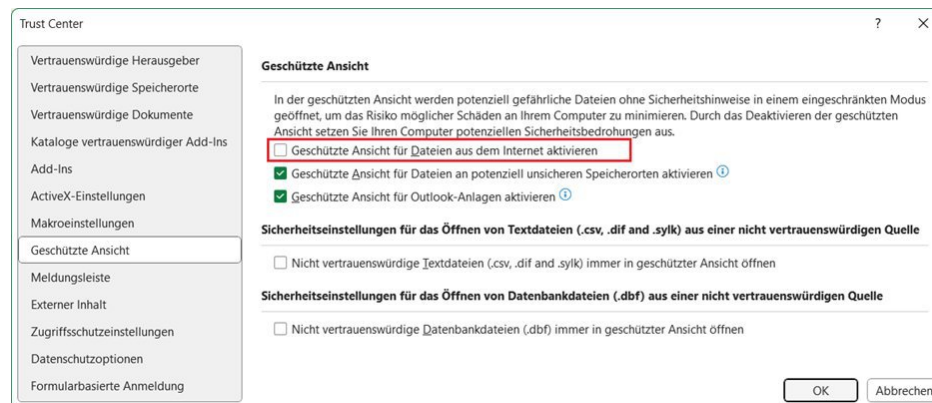 Trust Center
?
Vertrauenswürdige Herausgeber
Vertrauenswürdige Speicherorte
Vertrauenswürdige Dokumente
Kataloge vertrauenswürdiger Add-Ins
Add-Ins
ActiveX-Einstellungen
Makroeinstellungen
Geschützte Ansicht
Meldungsleiste
Externer Inhalt
Zugriffsschutzeinstellungen
Datenschutzoptionen
Formularbasierte Anmeldung
Geschützte Ansicht
In der geschützten Ansicht werden potenziell gefährliche Dateien ohne Sicherheitshinweise in einem eingeschränkten Modus
geöffnet, um das Risiko möglicher Schäden an Ihrem Computer zu minimieren. Durch das Deaktivieren der geschützten
Ansicht setzen Sie Ihren Computer potenziellen Sicherheitsbedrohungen aus.
Geschützte Ansicht für Dateien aus dem Internet aktivieren
Geschützte Ansicht für Dateien an potenziell unsicheren Speicherorten aktivieren
Geschützte Ansicht für Outlook-Anlagen aktivieren
Sicherheitseinstellungen für das Öffnen von Textdateien (.csv, .dif and .sylk) aus einer nicht vertrauenswürdigen Quelle
Nicht vertrauenswürdige Textdateien (.csv, .dif and .sylk) immer in geschützter Ansicht öffnen
Sicherheitseinstellungen für das Öffnen von Datenbankdateien (.dbf) aus einer nicht vertrauenswürdigen Quelle
Nicht vertrauenswürdige Datenbankdateien (.dbf) immer in geschützter Ansicht öffnen
OK
Abbrechen